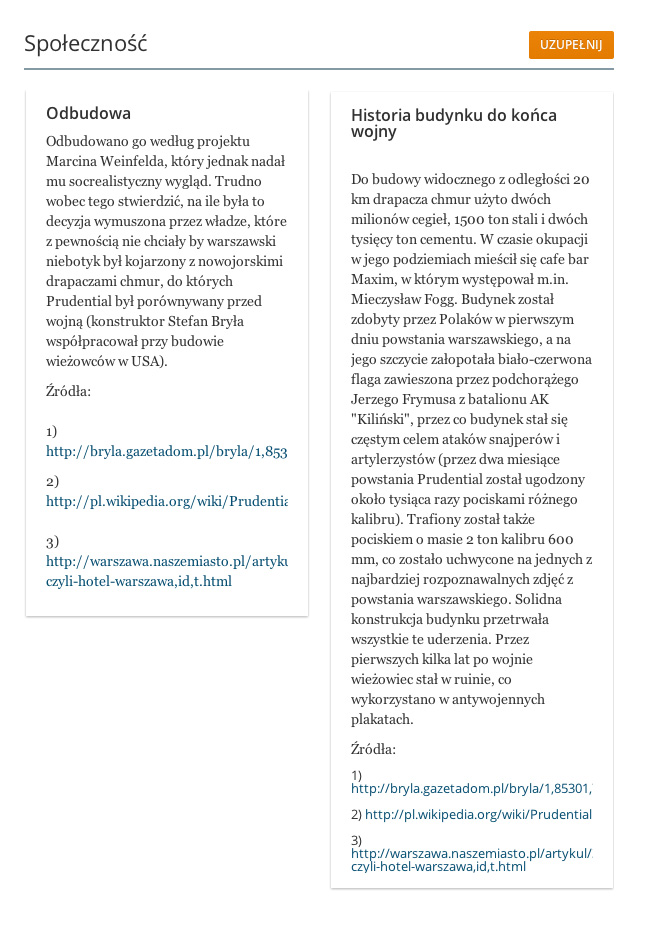 Społeczność
UZUPEŁNIJ
Odbudowa
Odbudowano go według projektu
Marcina Weinfelda, który jednak nadał
mu socrealistyczny wygląd. Trudno
wobec tego stwierdzić, na ile była to
decyzja wymuszona przez władze, które
z pewnością nie chciały by warszawski
niebotyk był kojarzony z nowojorskimi
drapaczami chmur, do których
Prudential był porównywany przed
wojną (konstruktor Stefan Bryła
współpracował przy budowie
wieżowców w USA).
Źródła:
1)
http://bryla.gazetadom.pl/bryla/1,853
2)
http://pl.wikipedia.org/wiki/Prudentia
3)
http://warszawa.naszemiasto.pl/artyku
czyli-hotel-warszawa,id,t.html
Historia budynku do końca
wojny
Do budowy widocznego z odległości 20
km drapacza chmur użyto dwóch
milionów cegieł, 1500 ton stali i dwóch
tysięcy ton cementu. W czasie okupacji
w jego podziemiach mieścił się cafe bar
Maxim, w którym występował m.in.
Mieczysław Fogg. Budynek został
zdobyty przez Polaków w pierwszym
dniu powstania warszawskiego, a na
jego szczycie załopotała biało-czerwona
flaga zawieszona przez podchorążego
Jerzego Frymusa z batalionu AK
"Kiliński", przez co budynek stał się
częstym celem ataków snajperów i
artylerzystów (przez dwa miesiące
powstania Prudential został ugodzony
około tysiąca razy pociskami różnego
kalibru). Trafiony został także
pociskiem o masie 2 ton kalibru 600
mm, co zostało uchwycone na jednych z
najbardziej rozpoznawalnych zdjęć z
powstania warszawskiego. Solidna
konstrukcja budynku przetrwała
wszystkie te uderzenia. Przez
pierwszych kilka lat po wojnie
wieżowiec stał w ruinie, co
wykorzystano w antywojennych
plakatach.
Źródła:
1)
http://bryla.gazetadom.pl/bryla/1,85301,
2) http://pl.wikipedia.org/wiki/Prudential
3)
http://warszawa.naszemiasto.pl/artykul/
czyli-hotel-warszawa,id,t.html